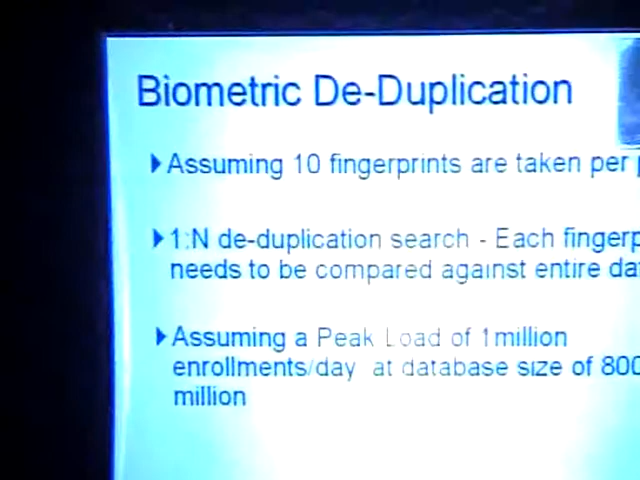 Biometric De-Duplication
Assuming 10 fingerprints are taken per
1:N de-duplication search - Each
needs to be compared against entire
Assuming a Peak Load of 1million
enrollments/day at database size of 800
million